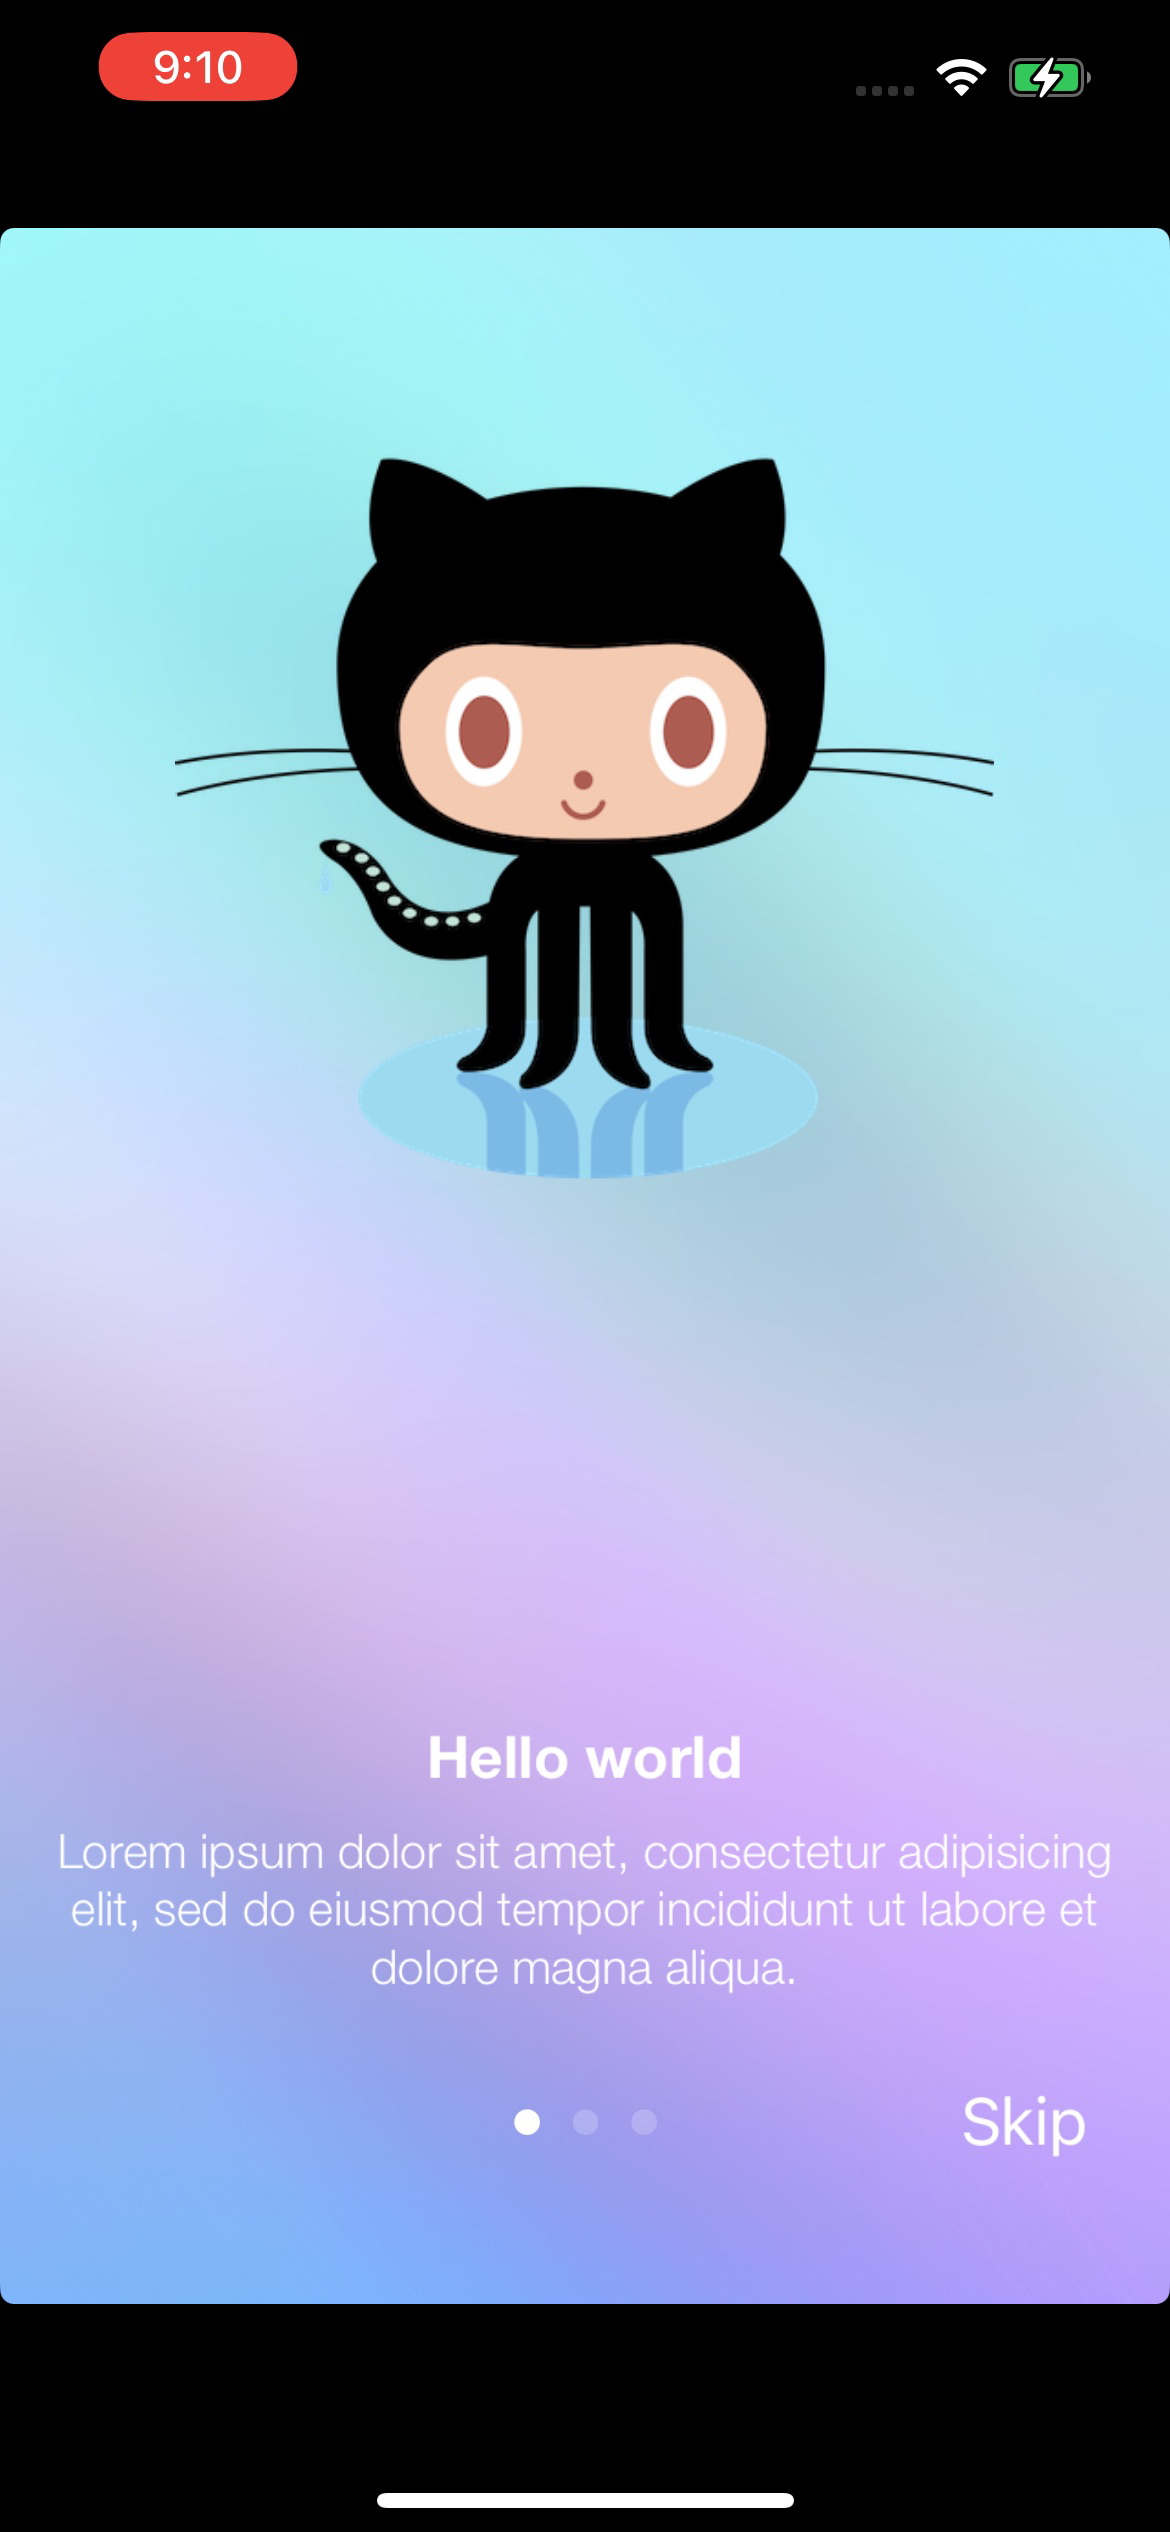 9:10
Hello world
Lorem ipsum dolor sit amet, consectetur adipisicing
elit, sed do eiusmod tempor incididunt ut labore et
dolore magna aliqua.
Skip